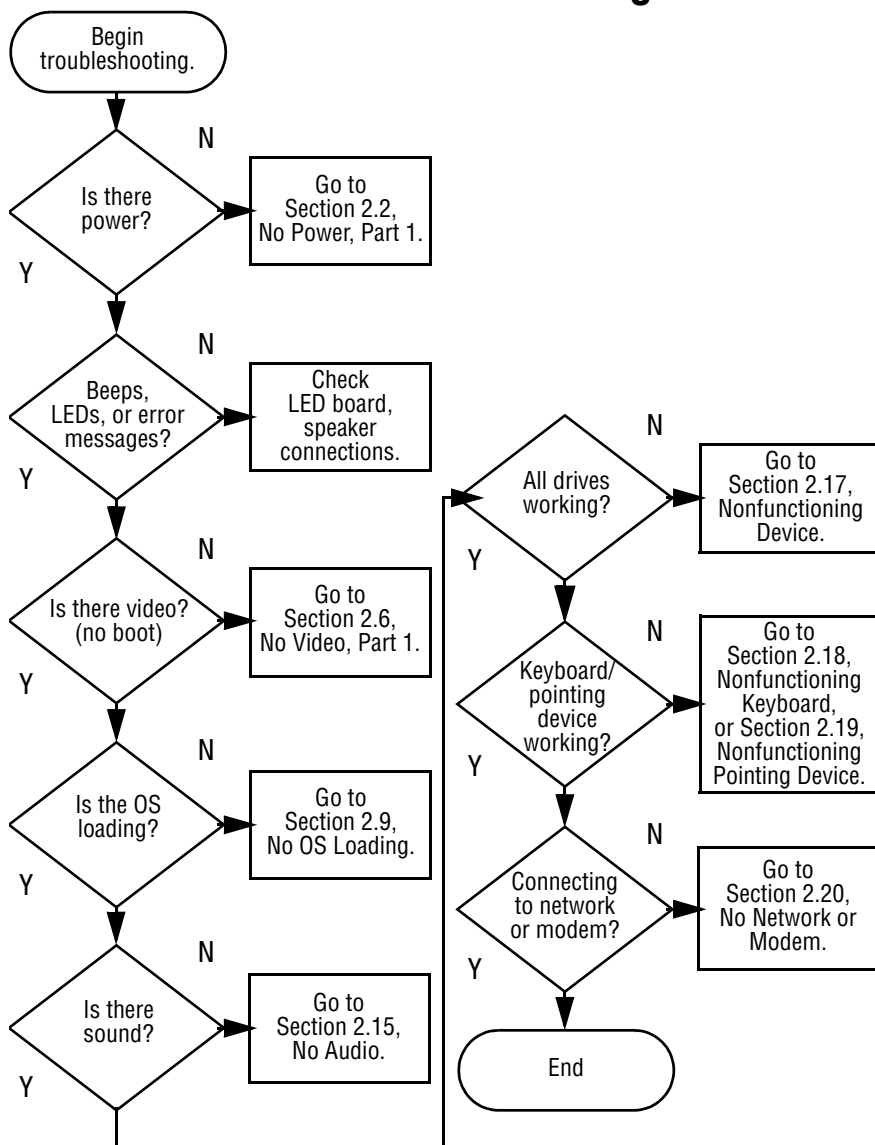 Begin
troubleshooting.
N
Is there
power?
Go to
Section 2.2,
No Power, Part 1.
Y
N
Beeps,
LEDs, or error
messages?
Check
LED board,
speaker
connections.
Y
N
Is there video?
(no boot)
Go to
Section 2.6,
No Video, Part 1.
Y
N
Is the OS
loading?
Go to
Section 2.9,
No OS Loading.
Y
N
Is there
sound?
Go to
Section 2.15,
No Audio.
Y
N
All drives
working?
Go to
Section 2.17,
Nonfunctioning
Device.
Y
N
Keyboard/
pointing
device
working?
Go to
Section 2.18,
Nonfunctioning
Keyboard,
or Section 2.19,
Nonfunctioning
Pointing Device.
Y
N
Connecting
to network
or modem?
Go to
Section 2.20,
No Network or
Modem.
Y
End